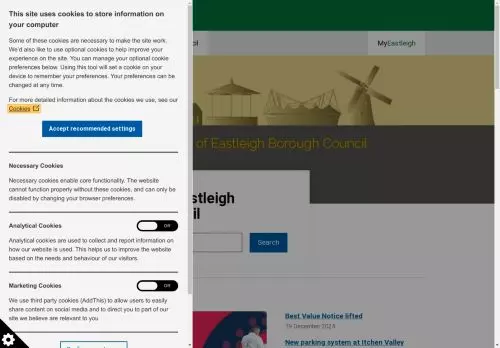 This site uses cookies to store information on
your computer
Some of these cookies are necessary to make the site work.
We'd also like to use optional cookies to help improve your
experience on the site. You can manage your optional cookie
preferences below. Using this tool will set a cookie on your
device to remember your preferences. Your preferences can be
changed at any time.
For more detailed information about the cookies we use, see our
Cookies
Accept recommended settings
Necessary Cookies
Necessary cookies enable core functionality. The website
cannot function properly without these cookies, and can only be
disabled by changing your browser preferences.
Analytical Cookies
Off
Analytical cookies are used to collect and report information on
how our website is used. This helps us to improve the website
based on the needs and behaviour of our visitors.
Marketing Cookies
Off
We use third party cookies (AddThis) to allow users to easily
share content on social media and to direct you to part of our
site we believe are relevant to you
MyEastleigh
of Eastleigh Borough Council
Search
Best Value Notice lifted
19 December 2024
New parking system at Itchen Valley